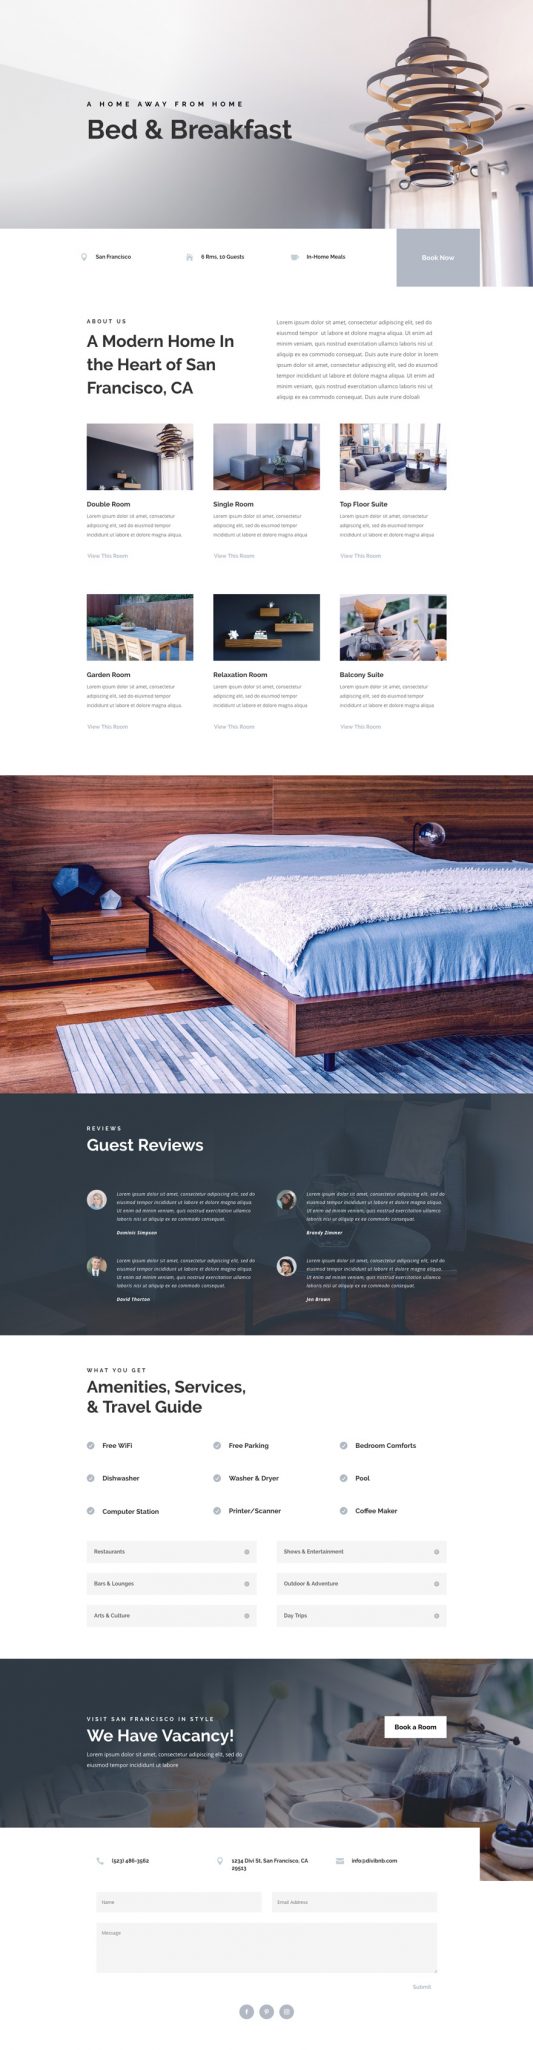 A HOME AWAY FROM HOME
Bed & Breakfast
San Francisco
6 Rms, 10 Guests
In-Home Meals
Book Now
ABOUT US
A Modern Home In
the Heart of San
Francisco, CA
Lorem ipsum dolor sit amet, consectetur adipiscing elit, sed do
eiusmod tempor incididunt ut labore et dolore magna aliqua. Ut enim ad
minim veniam, quis nostrud exercitation ullamco laboris nisi ut
aliquip ex ea commodo consequat. Duis aute irure dolor in lorem
ipsum dolor sit amet, consectetur adipiscing elit, sed do eiusmod
tempor incididunt ut labore et dolore magna aliqua. Ut enim ad
minim veniam, quis nostrud exercitation ullamco laboris nisi ut
aliquip ex ea commodo consequat. Duis aute irure doloali
Double Room
Lorem ipsum dolor sit amet, consectetur
adipiscing elit, sed do eiusmod tempor
incididunt ut labore et dolore magna aliqua.
View This Room
Single Room
Lorem ipsum dolor sit amet, consectetur
adipiscing elit, sed do eiusmod tempor
incididunt ut labore et dolore magna aliqua
View This Room
Top Floor Suite
Lorem ipsum dolor sit amet, consectetur
adipiscing elit, sed do eiusmod tempor
incididunt ut labore et dolore magna aliqua
View This Room
Garden Room
Lorem ipsum dolor sit amet, consectetur
adipiscing elit, sed do eiusmod tempor
incididunt ut labore et dolore magna aliqua
View This Room
Relaxation Room
Lorem ipsum dolor sit amet, consectetur
adipiscing elit, sed do eiusmod tempor
incididunt ut labore et dolore magna aliqua
View This Room
Balcony Suite
Lorem ipsum dolor sit amet, consectetur
adipiscing elit, sed do eiusmod tempor
incididunt ut labore et dolore magna aliqua
View This Room
REVIEWS
Guest Reviews
Lorem ipsum dolor sit amet, consectetur adipiscing elit, sed do
eiusmod tempor incididunt ut labore et dolore magna aliqua.
Ut enim ad minim veniam, quis nostrud exercitation ullamco
laboris nisi ut aliquip ex ea commodo consequat.
Dominic Simpson
Lorem ipsum dolor sit amet, consectetur adipiscing elit, sed do
eiusmod tempor incididunt ut labore et dolore magna aliqua.
Ut enim ad minim veniam, quis nostrud exercitation ullamco
laboris nisi ut aliquip ex ea commodo consequat.
Brandy Zimmer
Lorem ipsum dolor sit amet, consectetur adipiscing elit, sed do
eiusmod tempor incididunt ut labore et dolore magna aliqua.
Ut enim ad minim veniam, quis nostrud exercitation ullamco
laboris nisi ut aliquip ex ea commodo consequat.
David Thorton
Lorem ipsum dolor sit amet, consectetur adipiscing elit, sed do
eiusmod tempor incididunt ut labore et dolore magna aliqua.
Ut enim ad minim veniam, quis nostrud exercitation ullamco
laboris nisi ut aliquip ex ea commodo consequat.
Jen Brown
WHAT YOU GET
Amenities, Services,
& Travel Guide
Free WiFi
Free Parking
Bedroom Comforts
Dishwasher
Washer & Dryer
Pool
Computer Station
Printer/Scanner
Coffee Maker
Restaurants
Shows & Entertainment
Bars & Lounges
Outdoor & Adventure
Arts & Culture
Day Trips
VISIT SAN FRANCISCO IN STYLE
We Have Vacancy!
Lorem ipsum dolor sit amet, consectetur adipiscing elit, sed do
eiusmod tempor incididunt ut labore
Book a Room
(523) 486-3562
1234 Divi St, San Francisco, CA
29513
info@divibnb.com
Name
Email Address
Message
Submit